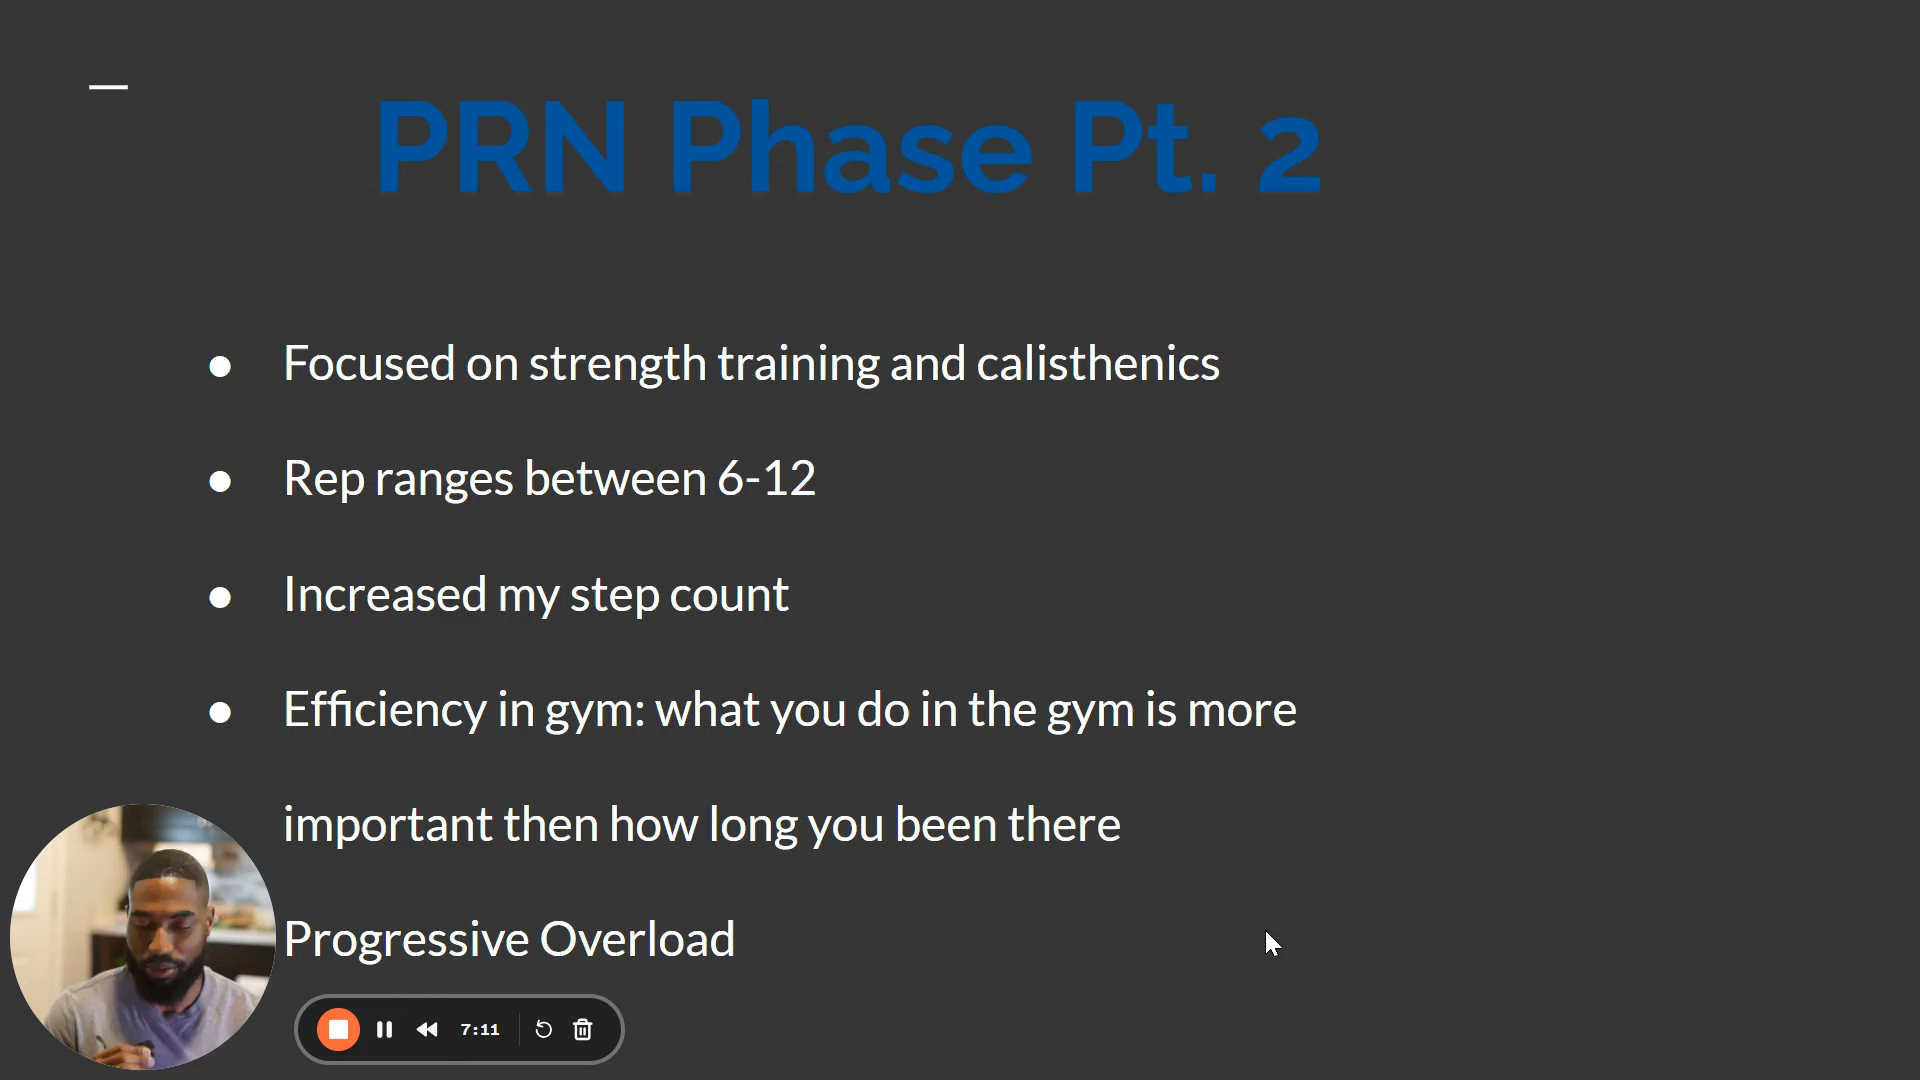 PRN Phase Pt. 2
● Focused on strength training and calisthenics
● Rep ranges between 6-12
● Increased my step count
● Efficiency in gym: what you do in the gym is more
important then how long you been there
Progressive Overload
7:11